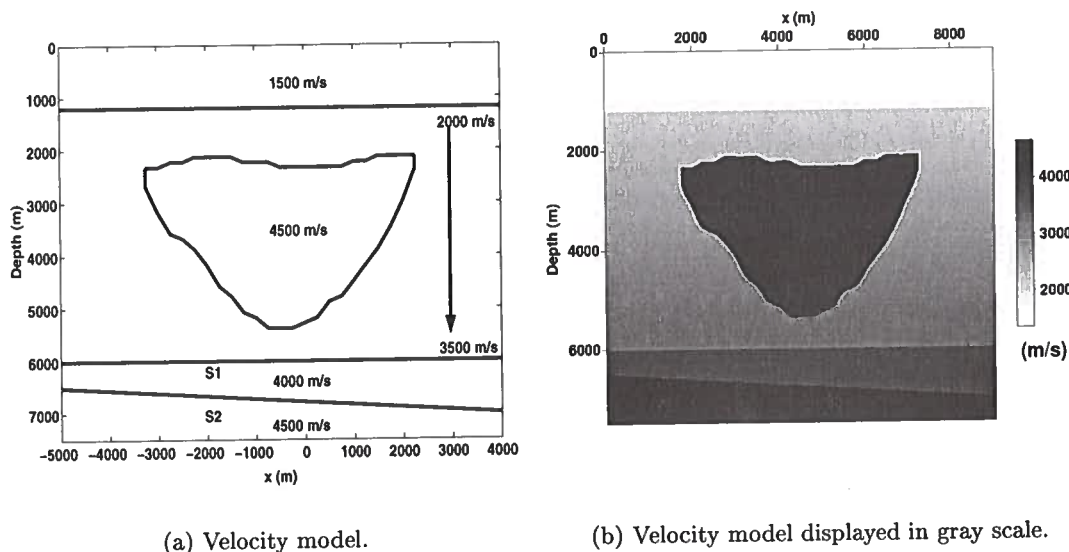 0
1000
2000
3000
4000
5000
6000
7000
Depth (m)
1500 m/s
2000 m/s
4500 m/s
3500 m/s
S1
4000 m/s
S2
4500 m/s
−5000 −4000 −3000 −2000 −1000 0 1000 2000 3000 4000
x (m)
(a) Velocity model.
x (m)
0 2000 4000 6000 8000
0
2000
4000
6000
Depth (m)
4000
3000
2000
(m/s)
(b) Velocity model displayed in gray scale.